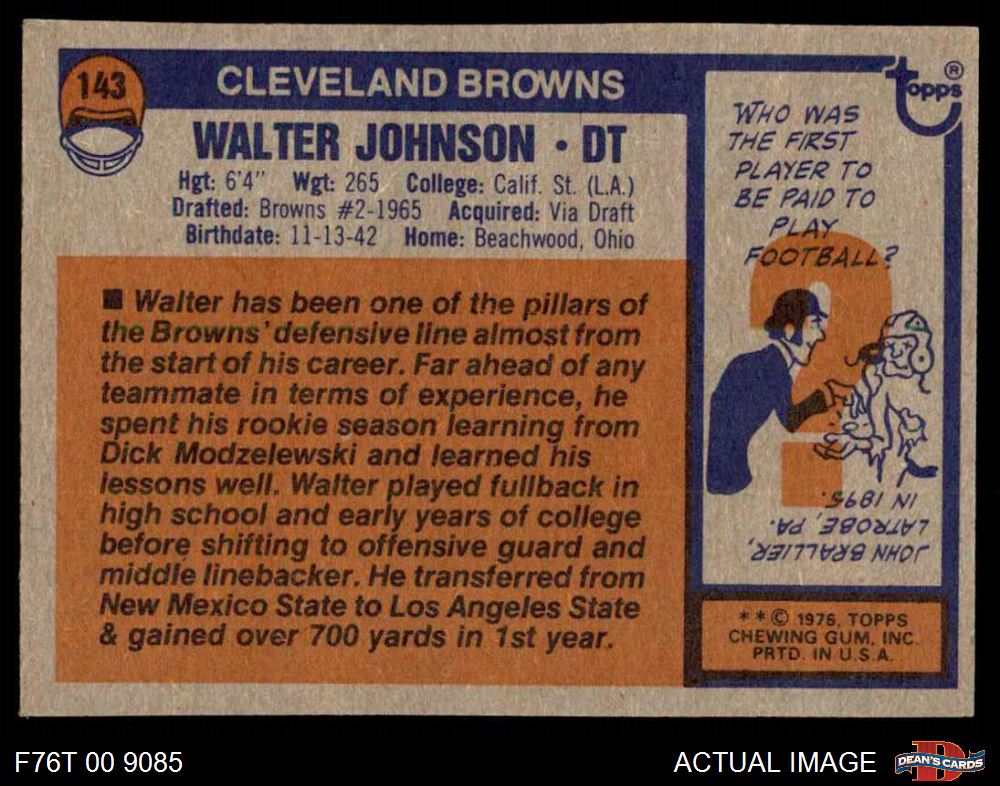 143
CLEVELAND BROWNS
WALTER JOHNSON • DT
Hgt: 6'4" Wgt: 265 College: Calif. St. (L.A.)
Drafted: Browns #2-1965 Acquired: Via Draft
Birthdate: 11-13-42 Home: Beachwood, Ohio
■ Walter has been one of the pillars of
the Browns' defensive line almost from
the start of his career. Far ahead of any
teammate in terms of experience, he
spent his rookie season learning from
Dick Modzelewski and learned his
lessons well. Walter played fullback in
high school and early years of college
before shifting to offensive guard and
middle linebacker. He transferred from
New Mexico State to Los Angeles State
& gained over 700 yards in 1st year.
topps®
WHO WAS
THE FIRST
PLAYER TO
BE PAID TO
PLAY
FOOTBALL?
?
JOHN BRALLIER,
LATROBE, PA.
IN 1895.
**© 1976, TOPPS
CHEWING GUM, INC.
PRTD. IN U.S.A.
F76T 00 9085
ACTUAL IMAGE
D
DEAN'S CARDS